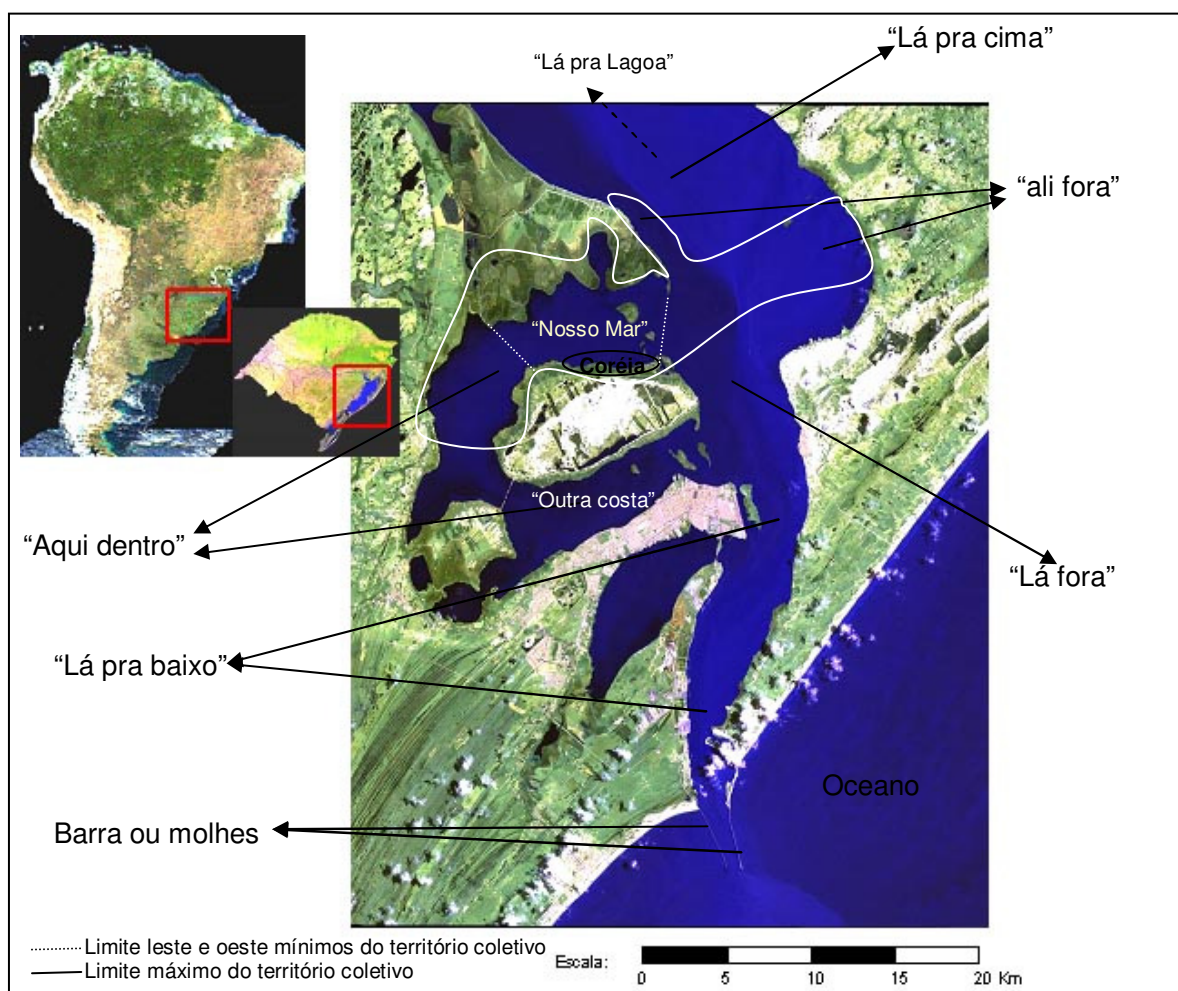 “Lá pra cima”
“Lá pra Lagoa”
“ali fora”
“Nosso Mar”
Coréia
“Outra costa”
“Aqui dentro”
“Lá fora”
“Lá pra baixo”
Oceano
Barra ou molhes
Limite leste e oeste mínimos do território coletivo
Limite máximo do território coletivo
Escala:
0 5 10 15 20 Km